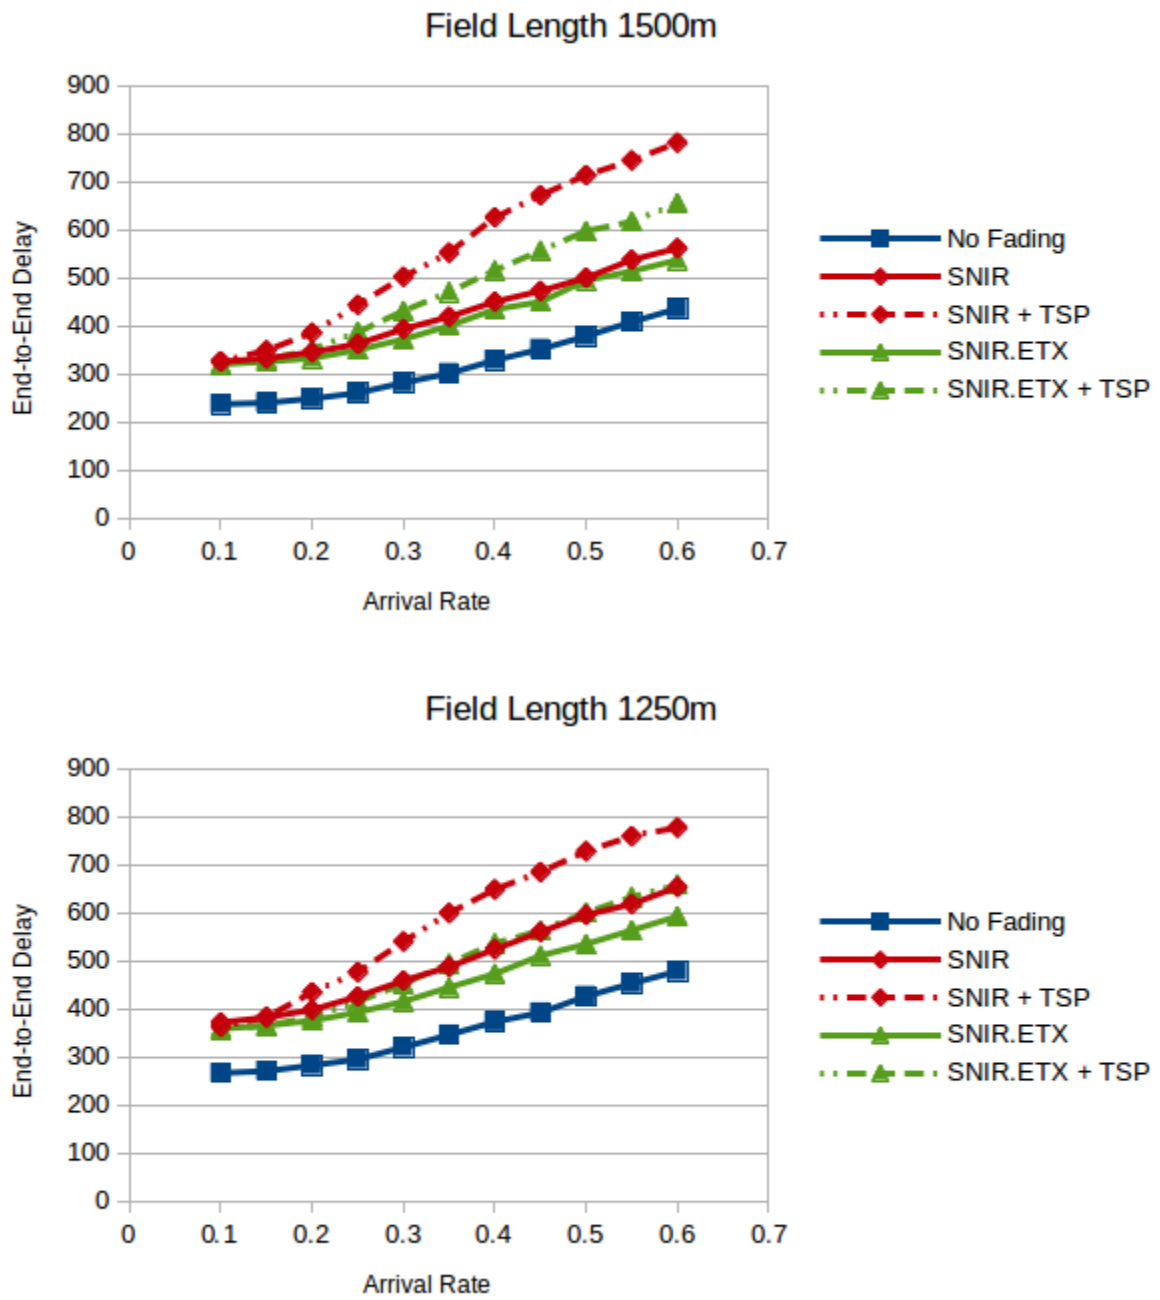 Field Length 1500m
900
800
700
600
500
400
300
200
100
0
End-to-End Delay
0 0.1 0.2 0.3 0.4 0.5 0.6 0.7
Arrival Rate
No Fading
SNIR
SNIR + TSP
SNIR.ETX
SNIR.ETX + TSP
Field Length 1250m
900
800
700
600
500
400
300
200
100
0
End-to-End Delay
0 0.1 0.2 0.3 0.4 0.5 0.6 0.7
Arrival Rate
No Fading
SNIR
SNIR + TSP
SNIR.ETX
SNIR.ETX + TSP